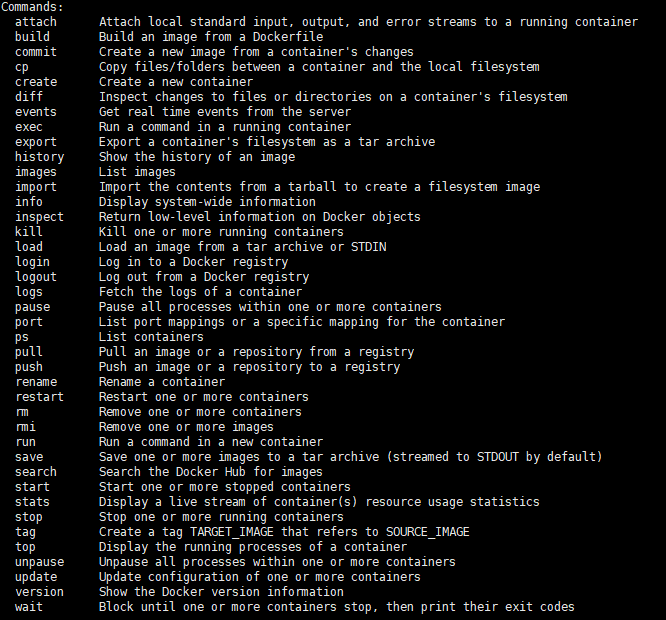 Commands:
  attach      Attach local standard input, output, and error streams to a running container
  build       Build an image from a Dockerfile
  commit      Create a new image from a container's changes
  cp          Copy files/folders between a container and the local filesystem
  create      Create a new container
  diff        Inspect changes to files or directories on a container's filesystem
  events      Get real time events from the server
  exec        Run a command in a running container
  export      Export a container's filesystem as a tar archive
  history     Show the history of an image
  images      List images
  import      Import the contents from a tarball to create a filesystem image
  info        Display system-wide information
  inspect     Return low-level information on Docker objects
  kill        Kill one or more running containers
  load        Load an image from a tar archive or STDIN
  login       Log in to a Docker registry
  logout      Log out from a Docker registry
  logs        Fetch the logs of a container
  pause       Pause all processes within one or more containers
  port        List port mappings or a specific mapping for the container
  ps          List containers
  pull        Pull an image or a repository from a registry
  push        Push an image or a repository to a registry
  rename      Rename a container
  restart     Restart one or more containers
  rm          Remove one or more containers
  rmi         Remove one or more images
  run         Run a command in a new container
  save        Save one or more images to a tar archive (streamed to STDOUT by default)
  search      Search the Docker Hub for images
  start       Start one or more stopped containers
  stats       Display a live stream of container(s) resource usage statistics
  stop        Stop one or more running containers
  tag         Create a tag TARGET_IMAGE that refers to SOURCE_IMAGE
  top         Display the running processes of a container
  unpause     Unpause all processes within one or more containers
  update      Update configuration of one or more containers
  version     Show the Docker version information
  wait        Block until one or more containers stop, then print their exit codes